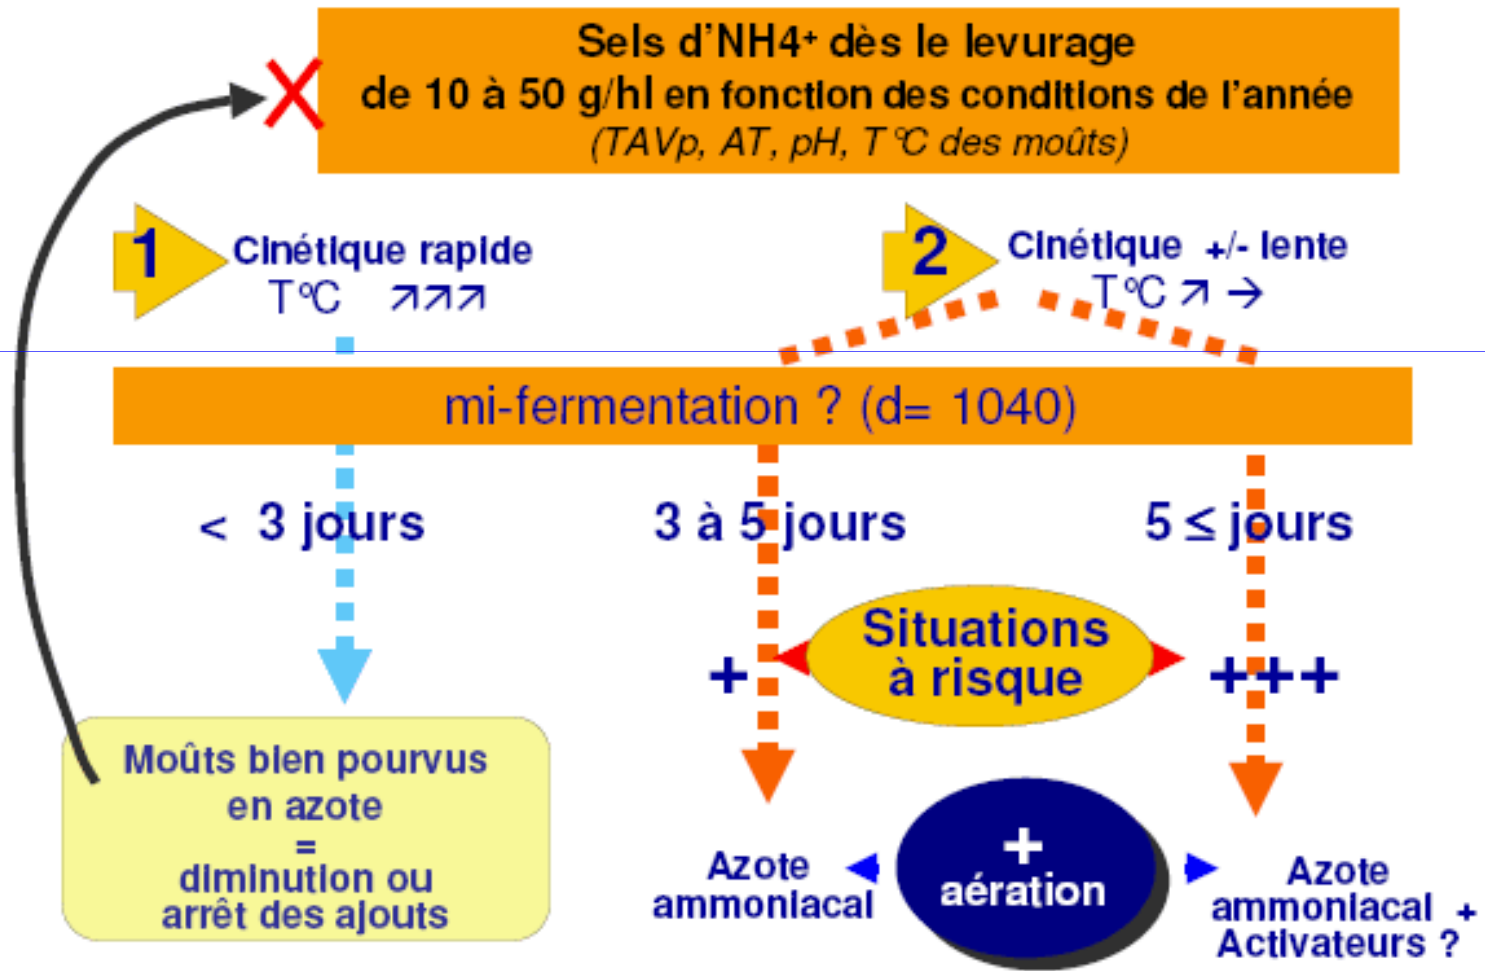 Sels d'NH4+ dès le levurage
de 10 à 50 g/hl en fonction des conditions de l'année
(TAVp, AT, pH, T°C des moûts)
1
Cinétique rapide
T°C ↗↗↗
2
Cinétique +/- lente
T°C ↗ →
mi-fermentation ? (d= 1040)
< 3 jours
3 à 5 jours
5 ≤ jours
Situations
à risque
+
+++
Moûts bien pourvus
en azote
=
diminution ou
arrêt des ajouts
Azote
ammoniacal
+
aération
Azote
ammoniacal +
Activateurs ?